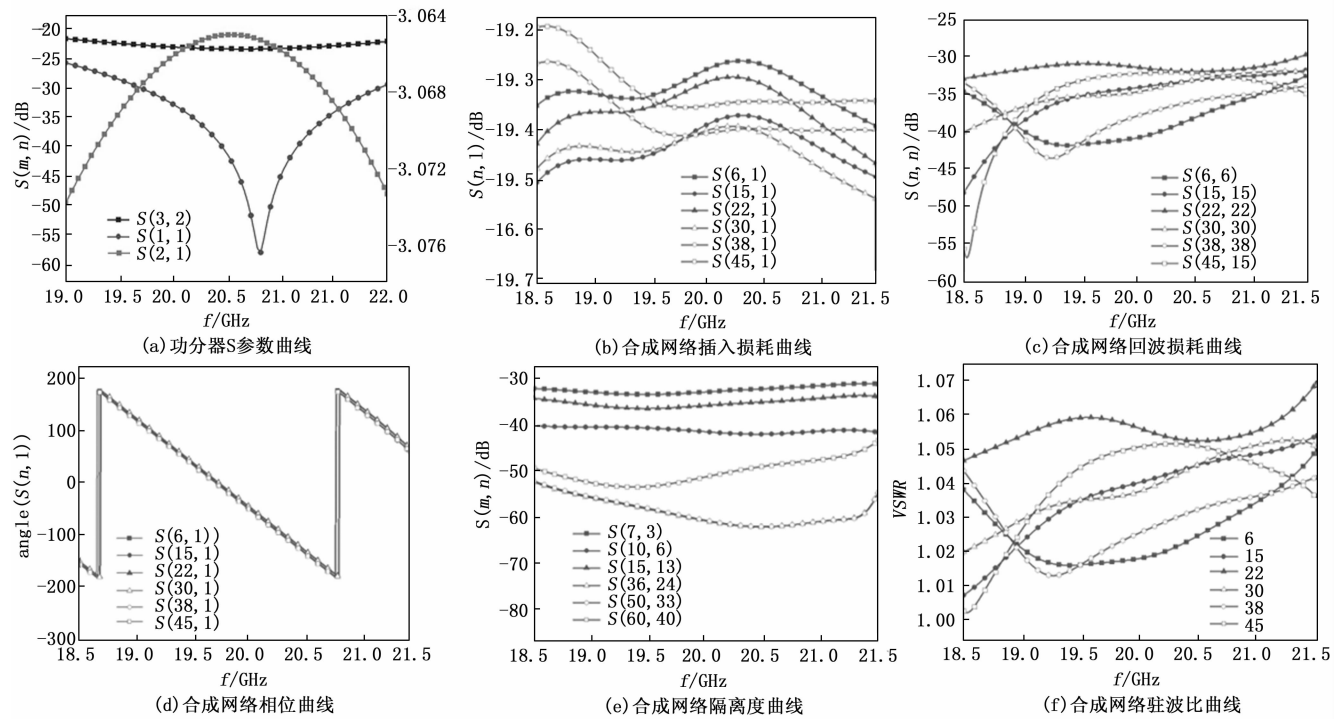 -20
-25
-30
-35
-40
-45
-50
-55
-60
S(m, n)/dB
-3.064
-3.068
-3.072
-3.076
S(3, 2)
S(1, 1)
S(2, 1)
19.0 19.5 20.0 20.5 21.0 21.0 22.0
f/GHz
(a)功分器S参数曲线
-19.2
-19.3
-19.4
-19.5
-16.6
-19.7
S(n, 1)/dB
S(6, 1)
S(15, 1)
S(22, 1)
S(30, 1)
S(38, 1)
S(45, 1)
18.5 19.0 19.5 20.0 20.5 21.0 21.5
f/GHz
(b)合成网络插入损耗曲线
-25
-30
-35
-40
-45
-50
-55
-60
S(n, n)/dB
S(6, 6)
S(15, 15)
S(22, 22)
S(30, 30)
S(38, 38)
S(45, 15)
18.5 19.0 19.5 20.0 20.5 21.0 21.5
f/GHz
(c)合成网络回波损耗曲线
200
100
0
-100
-200
-300
angle(S(n, 1))
S(6, 1))
S(15, 1)
S(22, 1)
S(30, 1)
S(38, 1)
S(45, 1)
18.5 19.0 19.5 20.0 20.5 21.0 21.5
f/GHz
(d)合成网络相位曲线
-30
-40
-50
-60
-70
-80
S(m, n)/dB
S(7, 3)
S(10, 6)
S(15, 13)
S(36, 24)
S(50, 33)
S(60, 40)
18.5 19.0 19.5 20.0 20.5 21.0 21.5
f/GHz
(e)合成网络隔离度曲线
1.07
1.06
1.05
1.04
1.03
1.02
1.01
1.00
VSWR
6
15
22
30
38
45
18.5 19.0 19.5 20.0 20.5 21.0 21.5
f/GHz
(f)合成网络驻波比曲线